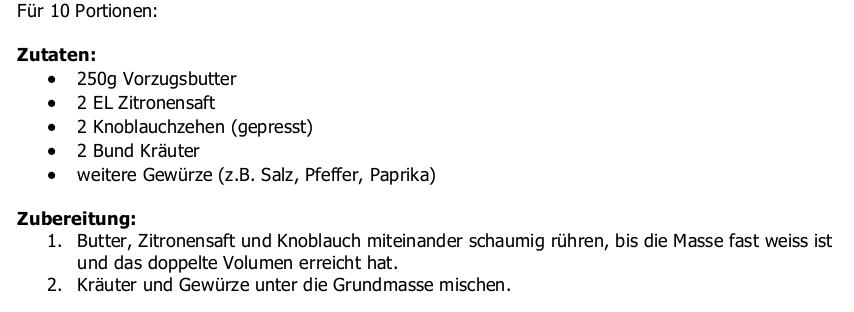 Für 10 Portionen:
Zutaten:
• 250g Vorzugsbutter
• 2 EL Zitronensaft
• 2 Knoblauchzehen (gepresst)
• 2 Bund Kräuter
• weitere Gewürze (z.B. Salz, Pfeffer, Paprika)
Zubereitung:
1. Butter, Zitronensaft und Knoblauch miteinander schaumig rühren, bis die Masse fast weiss ist
und das doppelte Volumen erreicht hat.
2. Kräuter und Gewürze unter die Grundmasse mischen.